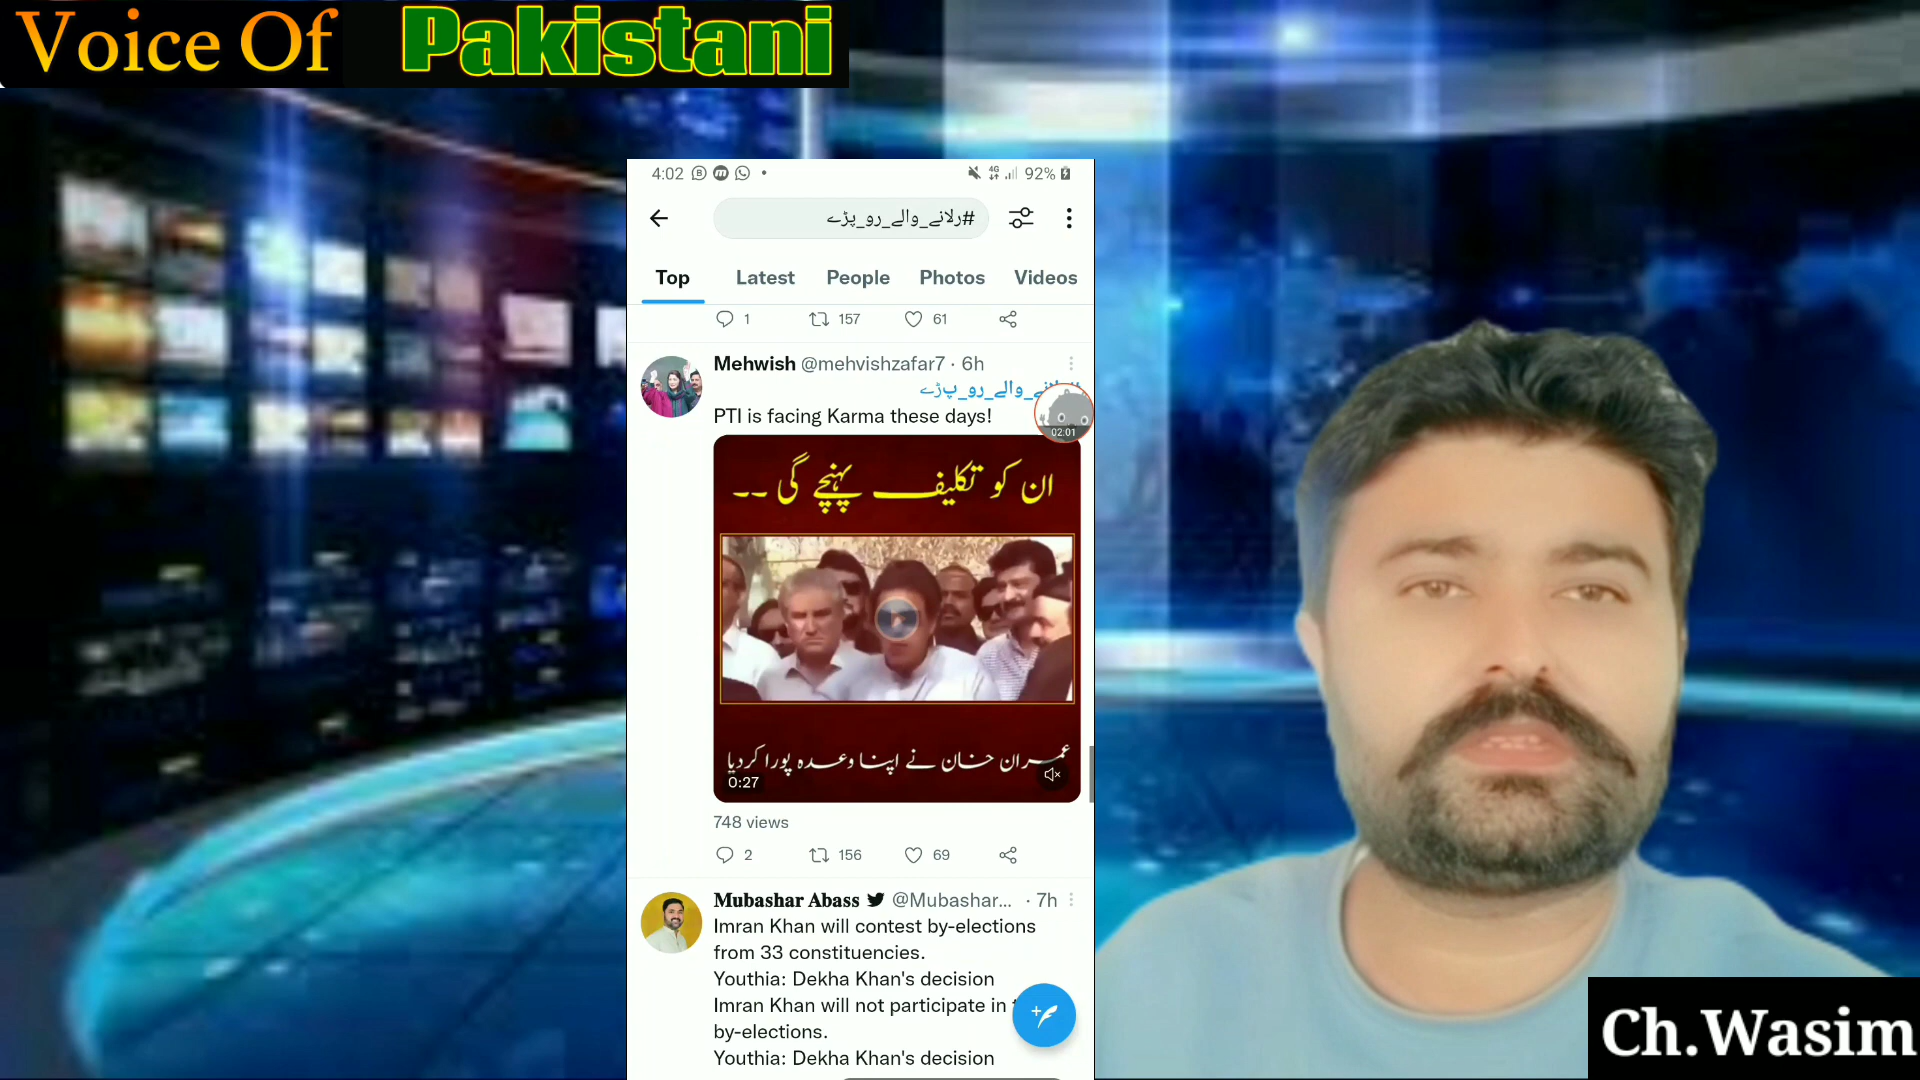 Voice Of Pakistani
4:02 92%
#رلانے_والے_رو_پڑے
Top Latest People Photos Videos
1 157 61
Mehwish @mehvishzafar7 · 6h
PTI is facing Karma these days!
02:01
ان کو تکلیف پہنچے گی --
عمران خان نے اپنا وعدہ پورا کردیا
0:27
748 views
2 156 69
Mubashar Abass @Mubashar... · 7h
Imran Khan will contest by-elections
from 33 constituencies.
Youthia: Dekha Khan's decision
Imran Khan will not participate in
by-elections.
Youthia: Dekha Khan's decision
Ch.Wasim